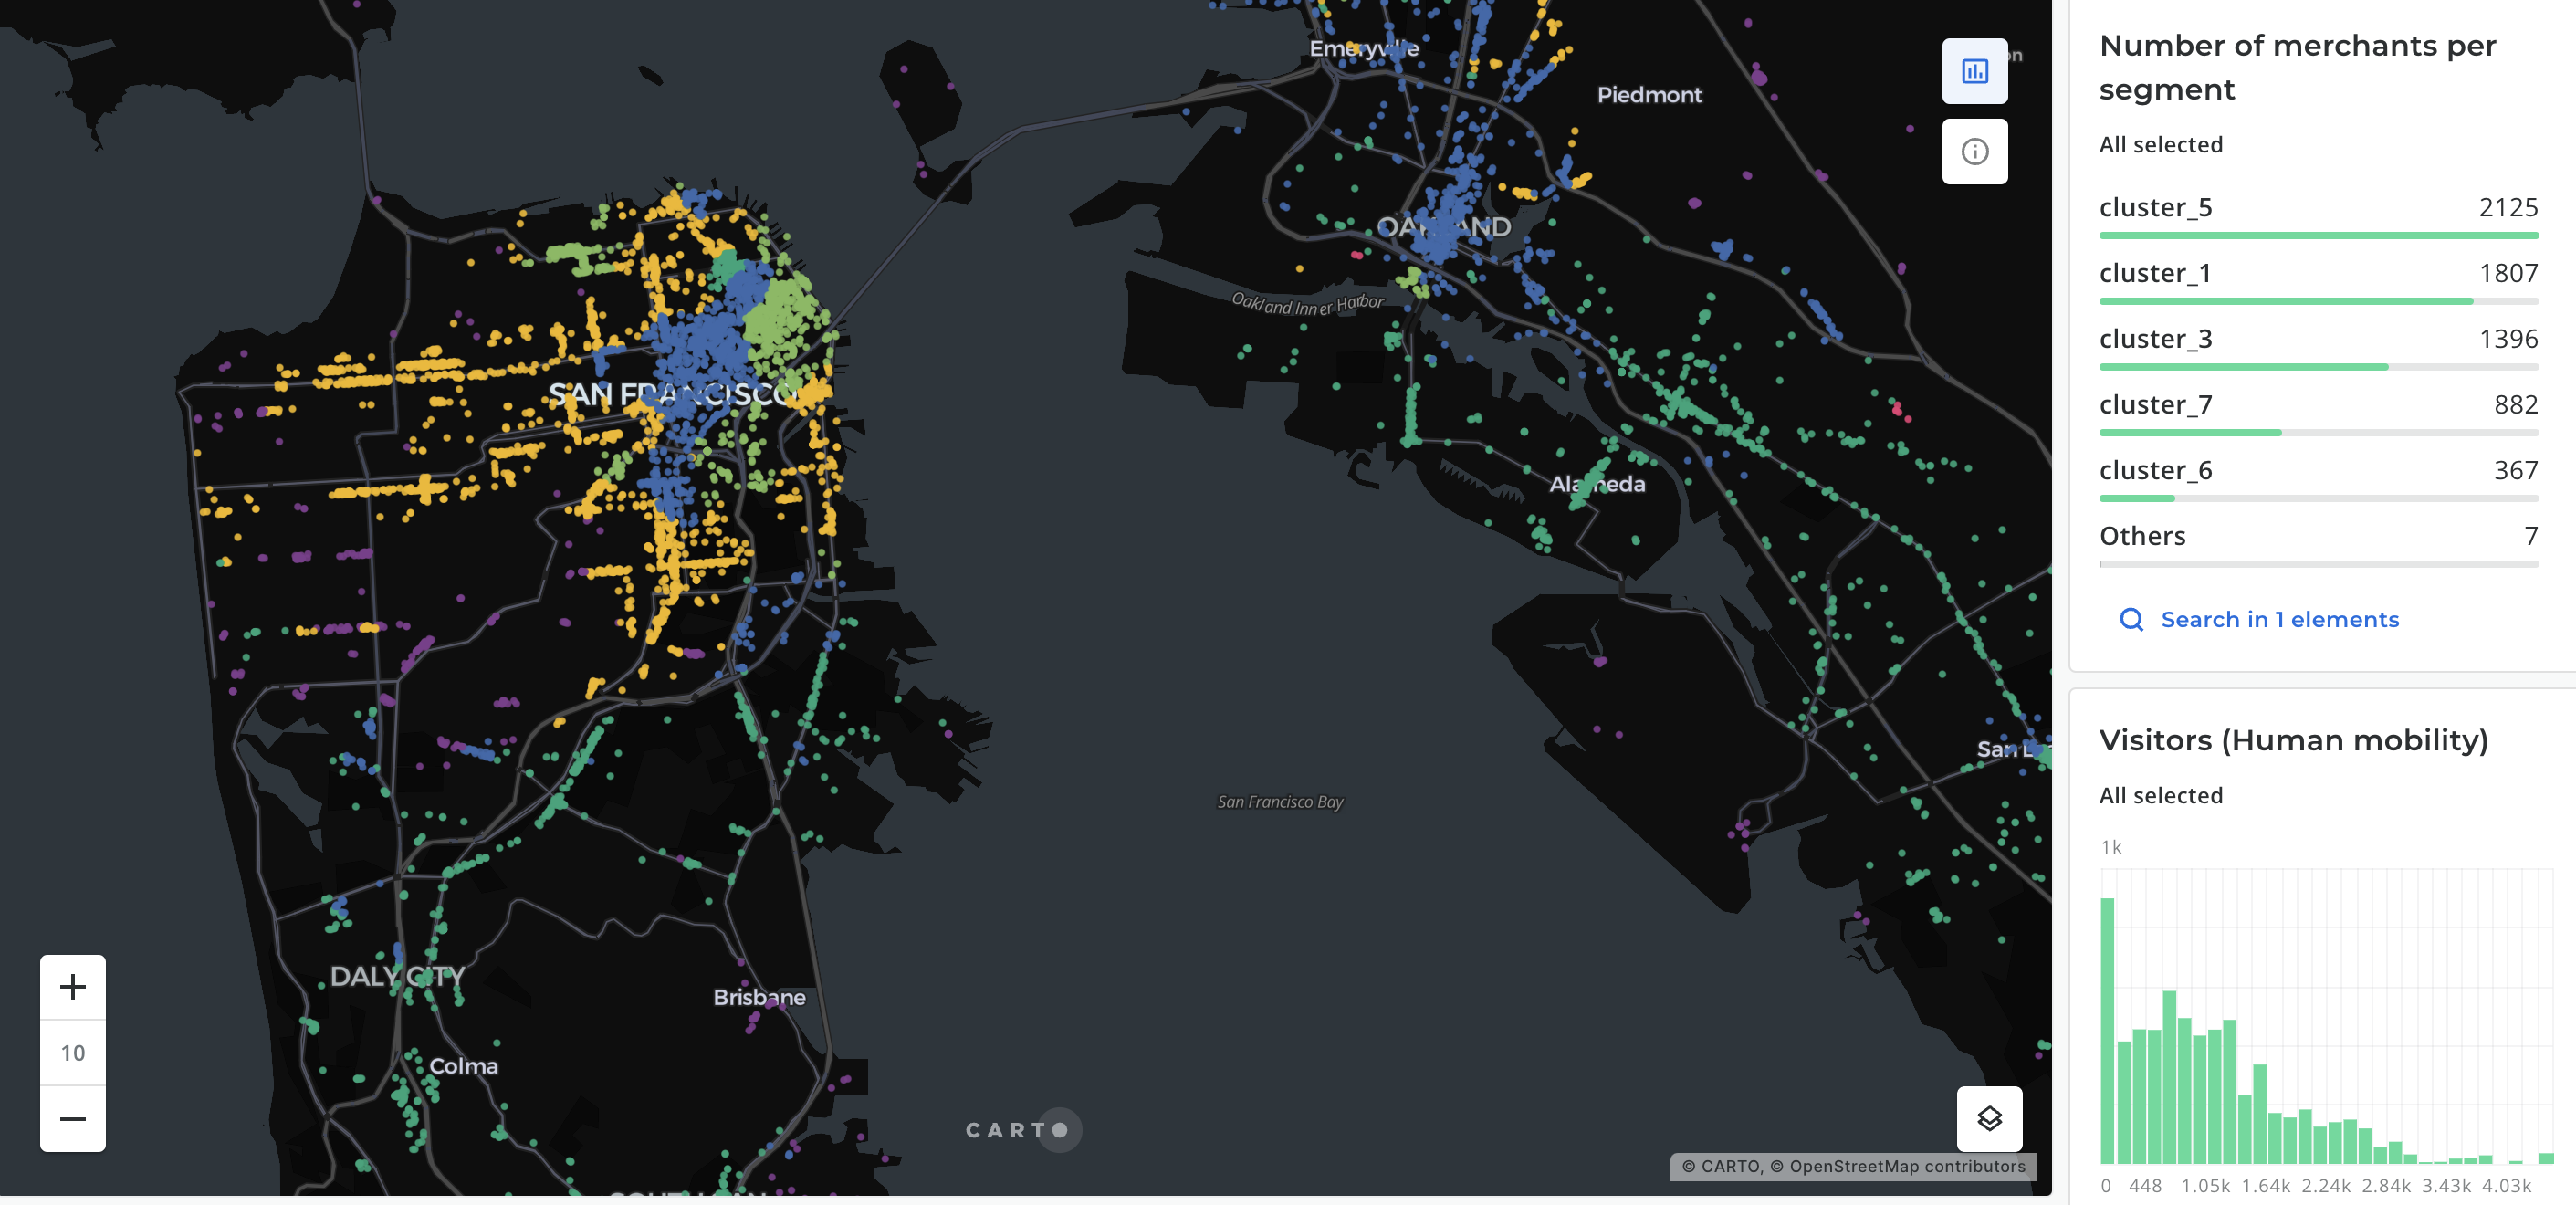 Emeryville
Piedmont
on
OAKLAND
Oakland Inner Harbor
SAN FRANCISCO
Alameda
San Francisco Bay
DALY CITY
Brisbane
Colma
+
10
−
CARTO
© CARTO, © OpenStreetMap contributors
Number of merchants per
segment
All selected
cluster_5 2125
cluster_1 1807
cluster_3 1396
cluster_7 882
cluster_6 367
Others 7
Search in 1 elements
Visitors (Human mobility)
All selected
1k
0 448 1.05k 1.64k 2.24k 2.84k 3.43k 4.03k